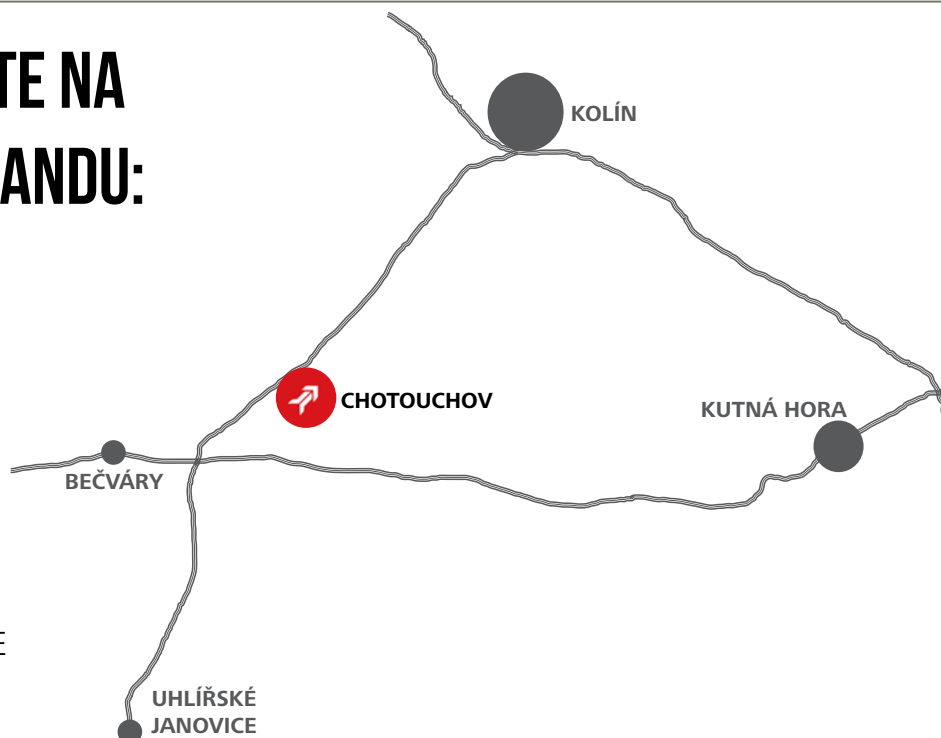 TE NA
ANDU:
KOLÍN
CHOTOUCHOV
KUTNÁ HORA
BEČVÁRY
E
UHLÍŘSKÉ
JANOVICE